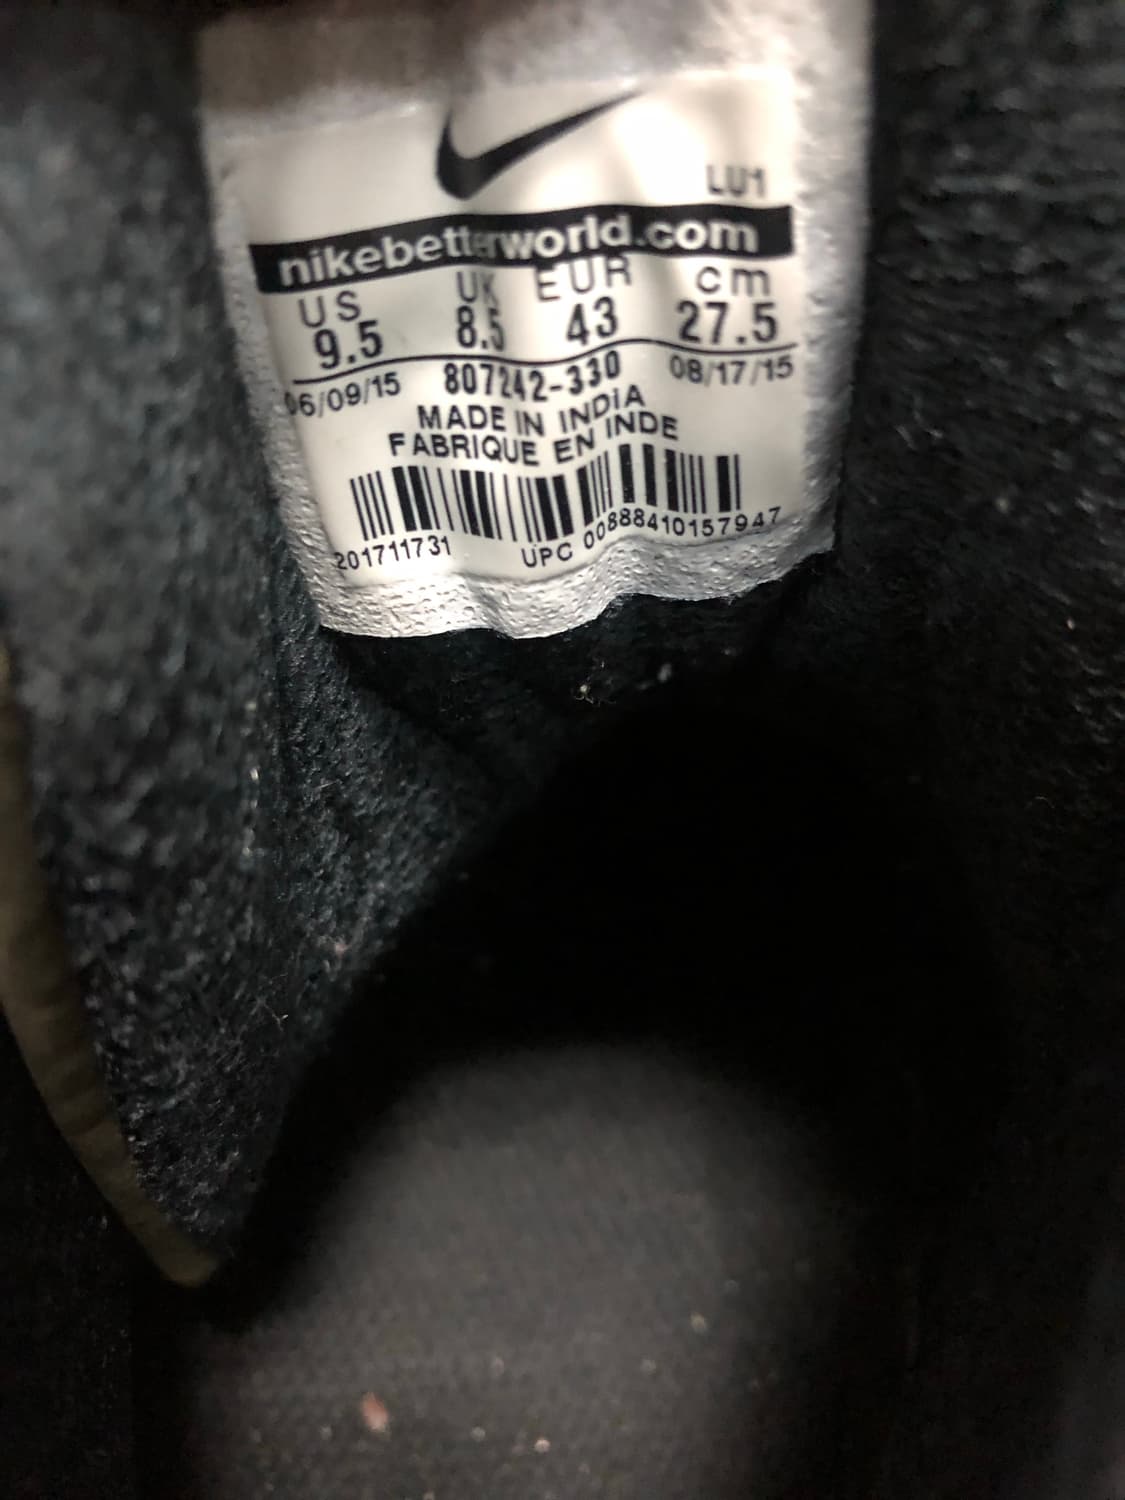 LU1
nikebetterworld.com
US UK EUR cm
9.5 8.5 43 27.5
06/09/15 807242-330 08/17/15
MADE IN INDiA
FABRIQUE EN INDE
201711731 UPC 00888410157947